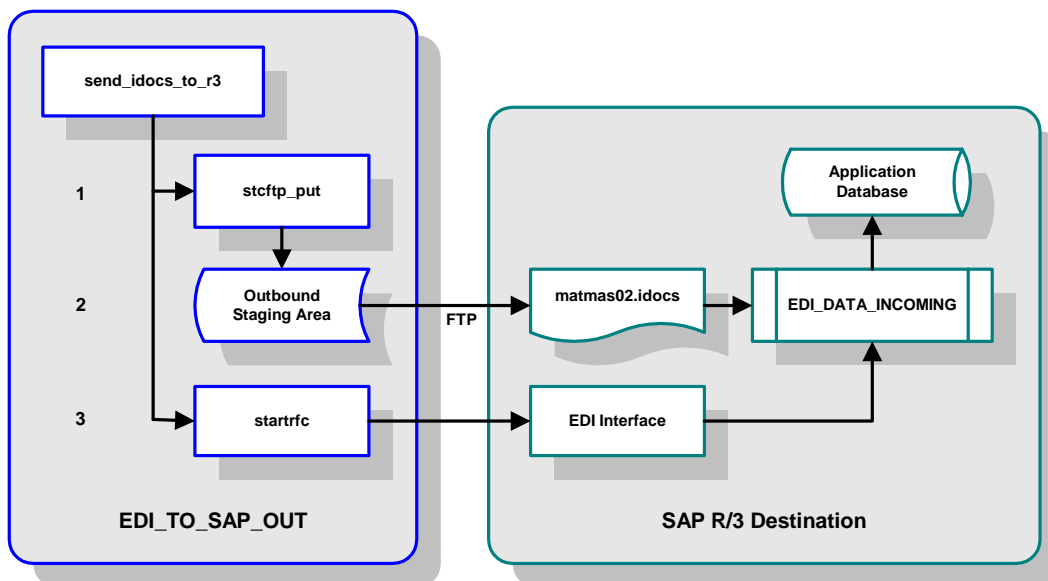 send_idocs_to_r3
1
stcftp_put
Application
Database
2
Outbound
Staging Area
FTP
matmas02.idocs
EDI_DATA_INCOMING
3
startrfc
EDI Interface
EDI_TO_SAP_OUT
SAP R/3 Destination